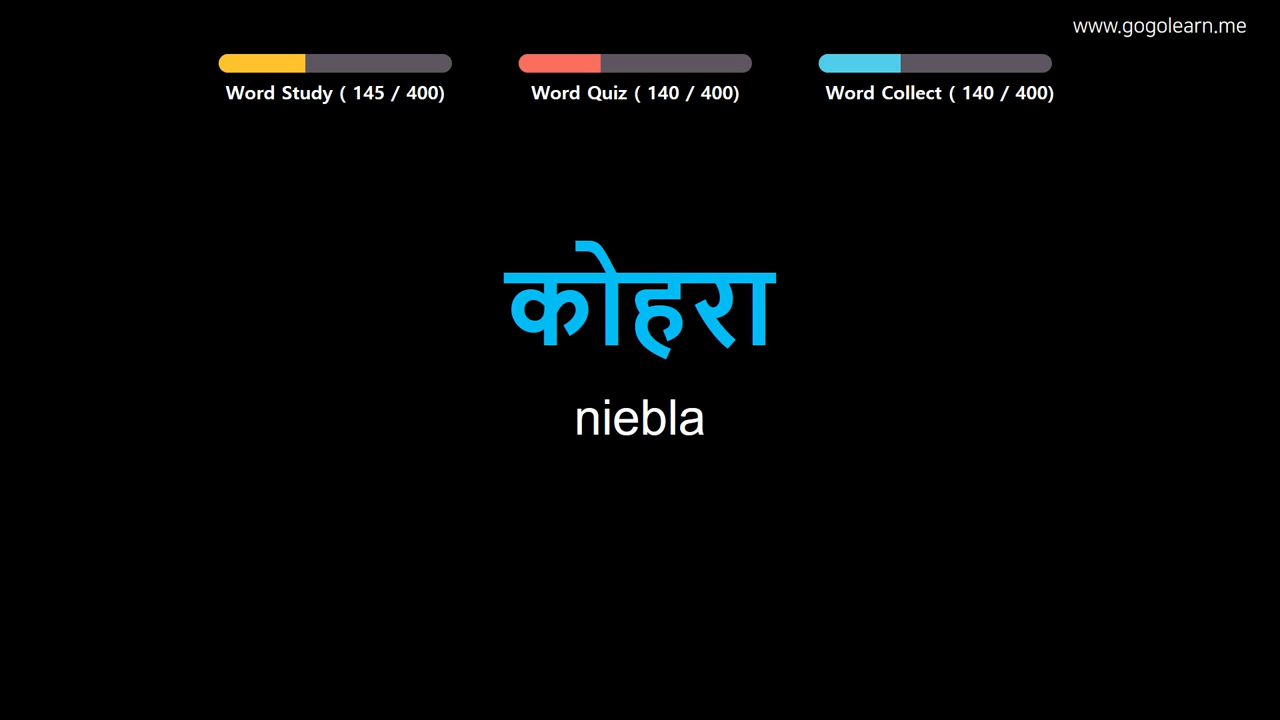 www.gogolearn.me
Word Study ( 145 / 400)
Word Quiz ( 140 / 400)
Word Collect ( 140 / 400)
कोहरा
niebla